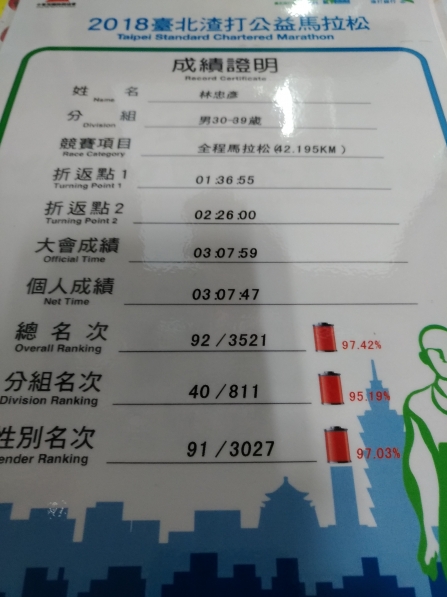 2018臺北渣打公益馬拉松
Taipei Standard Chartered Marathon
成績證明
Record Certificate
姓 名 林忠彥
Name
分 組 男30-39歲
Division
競賽項目 全程馬拉松(42.195KM)
Race Category
折返點1 01:36:55
Turning Point 1
折返點2 02:26:00
Turning Point 2
大會成績 03:07:59
Official Time
個人成績 03:07:47
Net Time
總名次 92 / 3521 97.42%
Overall Ranking
分組名次 40 / 811 95.19%
Division Ranking
性別名次 91 / 3027 97.03%
ender Ranking